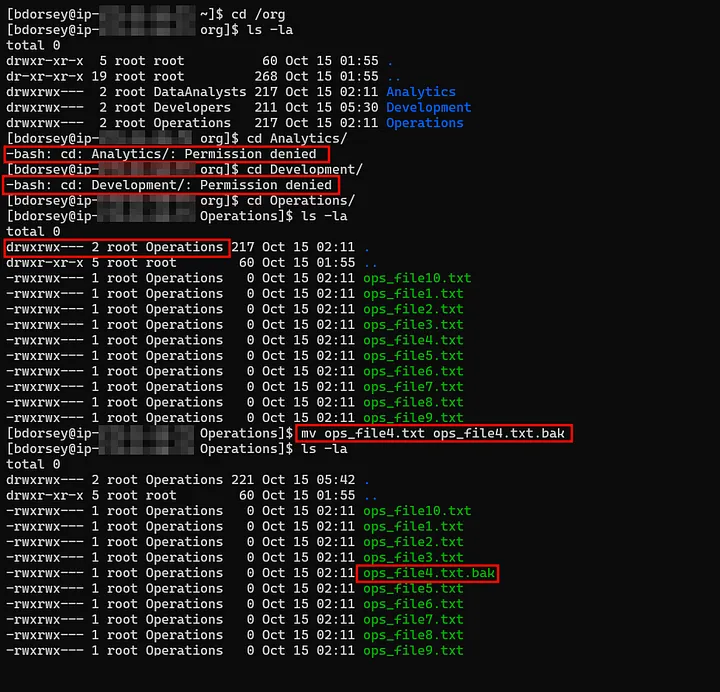 [bdorsey@ip- ~]$ cd /org
[bdorsey@ip- org]$ ls -la
total 0
drwxr-xr-x  5 root root          60 Oct 15 01:55 .
dr-xr-xr-x 19 root root         268 Oct 15 01:55 ..
drwxrwx---  2 root DataAnalysts 217 Oct 15 02:11 Analytics
drwxrwx---  2 root Developers   211 Oct 15 05:30 Development
drwxrwx---  2 root Operations   217 Oct 15 02:11 Operations
[bdorsey@ip- org]$ cd Analytics/
-bash: cd: Analytics/: Permission denied
[bdorsey@ip- org]$ cd Development/
-bash: cd: Development/: Permission denied
[bdorsey@ip- org]$ cd Operations/
[bdorsey@ip- Operations]$ ls -la
total 0
drwxrwx--- 2 root Operations 217 Oct 15 02:11 .
drwxr-xr-x 5 root root        60 Oct 15 01:55 ..
-rwxrwx--- 1 root Operations   0 Oct 15 02:11 ops_file10.txt
-rwxrwx--- 1 root Operations   0 Oct 15 02:11 ops_file1.txt
-rwxrwx--- 1 root Operations   0 Oct 15 02:11 ops_file2.txt
-rwxrwx--- 1 root Operations   0 Oct 15 02:11 ops_file3.txt
-rwxrwx--- 1 root Operations   0 Oct 15 02:11 ops_file4.txt
-rwxrwx--- 1 root Operations   0 Oct 15 02:11 ops_file5.txt
-rwxrwx--- 1 root Operations   0 Oct 15 02:11 ops_file6.txt
-rwxrwx--- 1 root Operations   0 Oct 15 02:11 ops_file7.txt
-rwxrwx--- 1 root Operations   0 Oct 15 02:11 ops_file8.txt
-rwxrwx--- 1 root Operations   0 Oct 15 02:11 ops_file9.txt
[bdorsey@ip- Operations]$ mv ops_file4.txt ops_file4.txt.bak
[bdorsey@ip- Operations]$ ls -la
total 0
drwxrwx--- 2 root Operations 221 Oct 15 05:42 .
drwxr-xr-x 5 root root        60 Oct 15 01:55 ..
-rwxrwx--- 1 root Operations   0 Oct 15 02:11 ops_file10.txt
-rwxrwx--- 1 root Operations   0 Oct 15 02:11 ops_file1.txt
-rwxrwx--- 1 root Operations   0 Oct 15 02:11 ops_file2.txt
-rwxrwx--- 1 root Operations   0 Oct 15 02:11 ops_file3.txt
-rwxrwx--- 1 root Operations   0 Oct 15 02:11 ops_file4.txt.bak
-rwxrwx--- 1 root Operations   0 Oct 15 02:11 ops_file5.txt
-rwxrwx--- 1 root Operations   0 Oct 15 02:11 ops_file6.txt
-rwxrwx--- 1 root Operations   0 Oct 15 02:11 ops_file7.txt
-rwxrwx--- 1 root Operations   0 Oct 15 02:11 ops_file8.txt
-rwxrwx--- 1 root Operations   0 Oct 15 02:11 ops_file9.txt